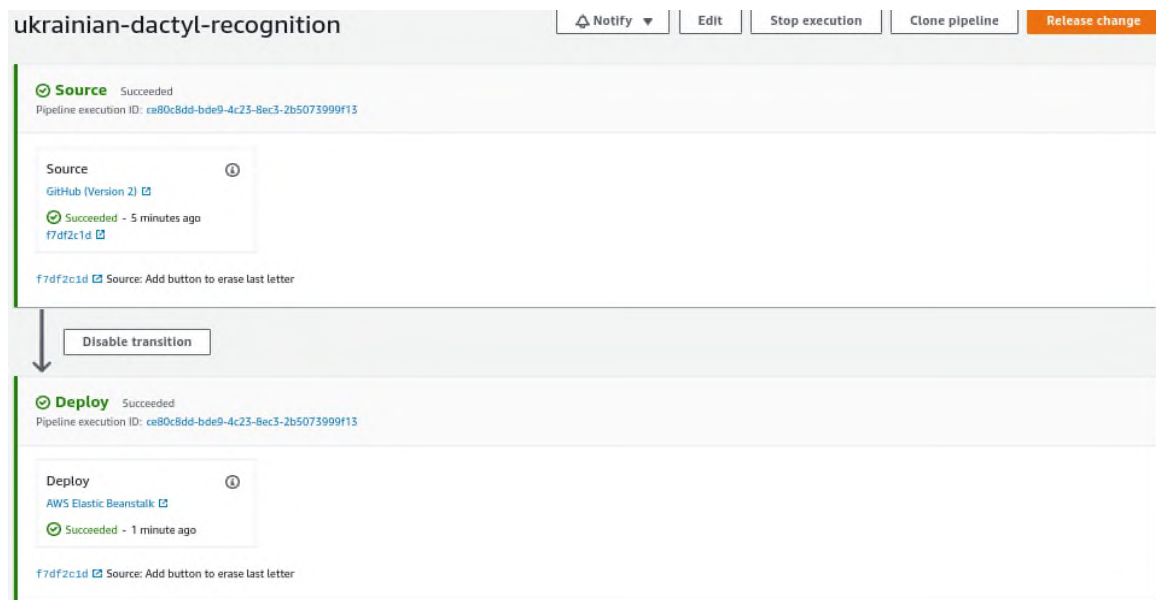 ukrainian-dactyl-recognition
Notify Edit Stop execution Clone pipeline Release change
Source Succeeded
Pipeline execution ID: ce80c8dd-bde9-4c23-8ec3-2b5073999f13
Source
GitHub (Version 2)
Succeeded - 5 minutes ago
f7df2c1d
f7df2c1d Source: Add button to erase last letter
Disable transition
Deploy Succeeded
Pipeline execution ID: ce80c8dd-bde9-4c23-8ec3-2b5073999f13
Deploy
AWS Elastic Beanstalk
Succeeded - 1 minute ago
f7df2c1d Source: Add button to erase last letter